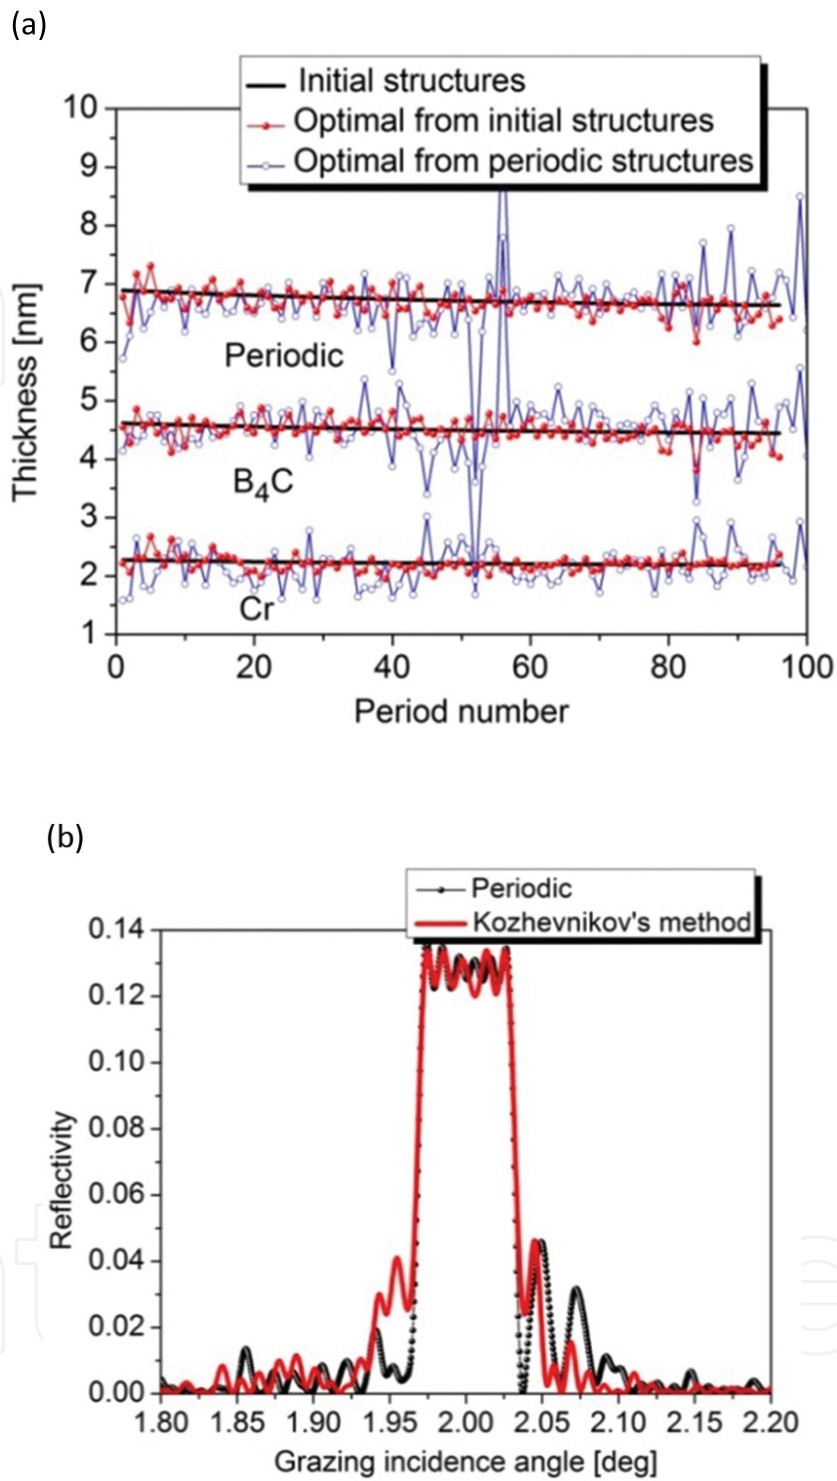 (a)
Initial structures
Optimal from initial structures
Optimal from periodic structures
10
9
8
7
6
5
4
3
2
1
Thickness [nm]
Periodic
B₄C
Cr
0 20 40 60 80 100
Period number
(b)
Periodic
Kozhevnikov's method
0.14
0.12
0.10
0.08
0.06
0.04
0.02
0.00
Reflectivity
1.80 1.85 1.90 1.95 2.00 2.05 2.10 2.15 2.20
Grazing incidence angle [deg]